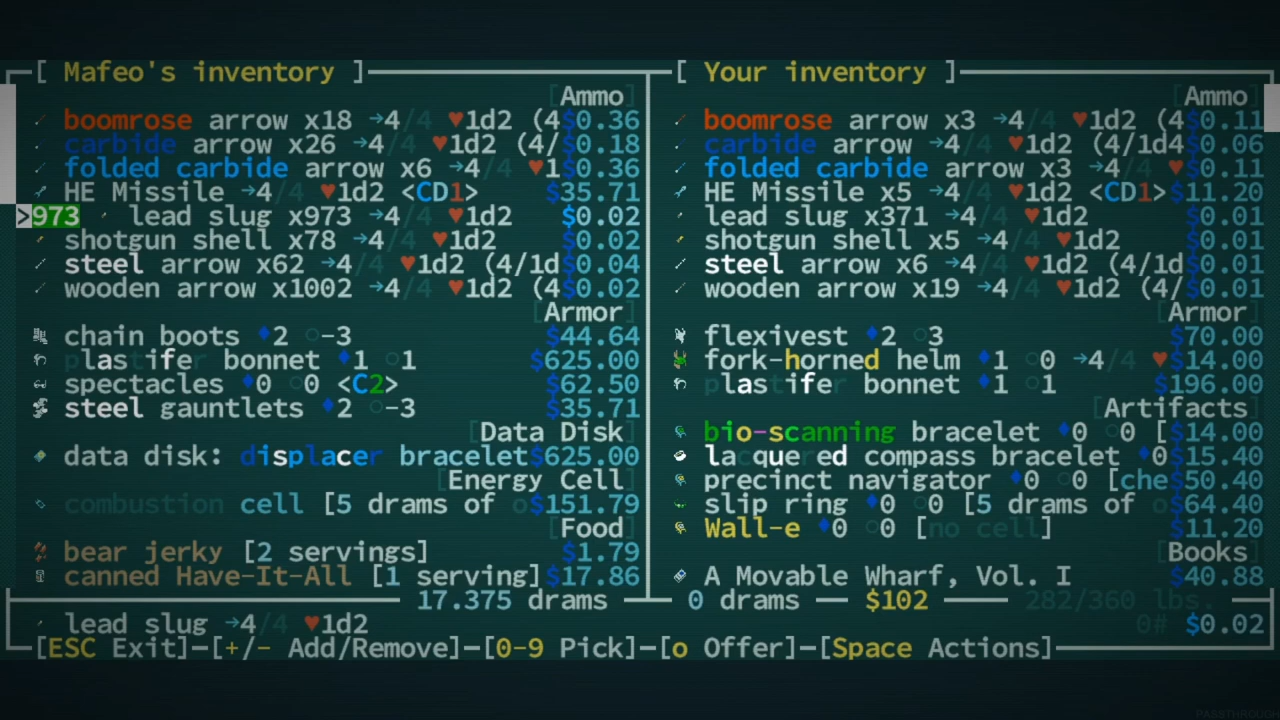 [ Mafeo's inventory ]
[Ammo]
boomrose arrow x18 →4/4 ♥1d2 (4 $0.36
carbide arrow x26 →4/4 ♥1d2 (4/ $0.18
folded carbide arrow x6 →4/4 ♥1 $0.36
HE Missile →4/4 ♥1d2 <CD1> $35.71
>973 lead slug x973 →4/4 ♥1d2 $0.02
shotgun shell x78 →4/4 ♥1d2 $0.02
steel arrow x62 →4/4 ♥1d2 (4/1d $0.04
wooden arrow x1002 →4/4 ♥1d2 (4 $0.02
[Armor]
chain boots ♦2 ○-3 $44.64
plastifer bonnet ♦1 ○1 $625.00
spectacles ♦0 ○0 <C2> $62.50
steel gauntlets ♦2 ○-3 $35.71
[Data Disk]
data disk: displacer bracelet $625.00
[Energy Cell]
combustion cell [5 drams of o $151.79
[Food]
bear jerky [2 servings] $1.79
canned Have-It-All [1 serving] $17.86
17.375 drams
[ Your inventory ]
[Ammo]
boomrose arrow x3 →4/4 ♥1d2 (4 $0.11
carbide arrow x3 →4/4 ♥1d2 (4/1d4 $0.06
folded carbide arrow x3 →4/4 ♥ $0.11
HE Missile x5 →4/4 ♥1d2 <CD1> $11.20
lead slug x371 →4/4 ♥1d2 $0.01
shotgun shell x5 →4/4 ♥1d2 $0.01
steel arrow x6 →4/4 ♥1d2 (4/1d $0.01
wooden arrow x19 →4/4 ♥1d2 (4/ $0.01
[Armor]
flexivest ♦2 ○3 $70.00
fork-horned helm ♦1 ○0 →4/4 ♥ $14.00
plastifer bonnet ♦1 ○1 $196.00
[Artifacts]
bio-scanning bracelet ♦0 ○0 [ $14.00
lacquered compass bracelet ♦0 $15.40
precinct navigator ♦0 ○0 [che $50.40
slip ring ♦0 ○0 [5 drams of o $64.40
Wall-e ♦0 ○0 [no cell] $11.20
[Books]
A Movable Wharf, Vol. I $40.88
0 drams — $102 — 282/360 lbs.
lead slug →4/4 ♥1d2 0# $0.02
[ESC Exit]-[+/- Add/Remove]-[0-9 Pick]-[o Offer]-[Space Actions]